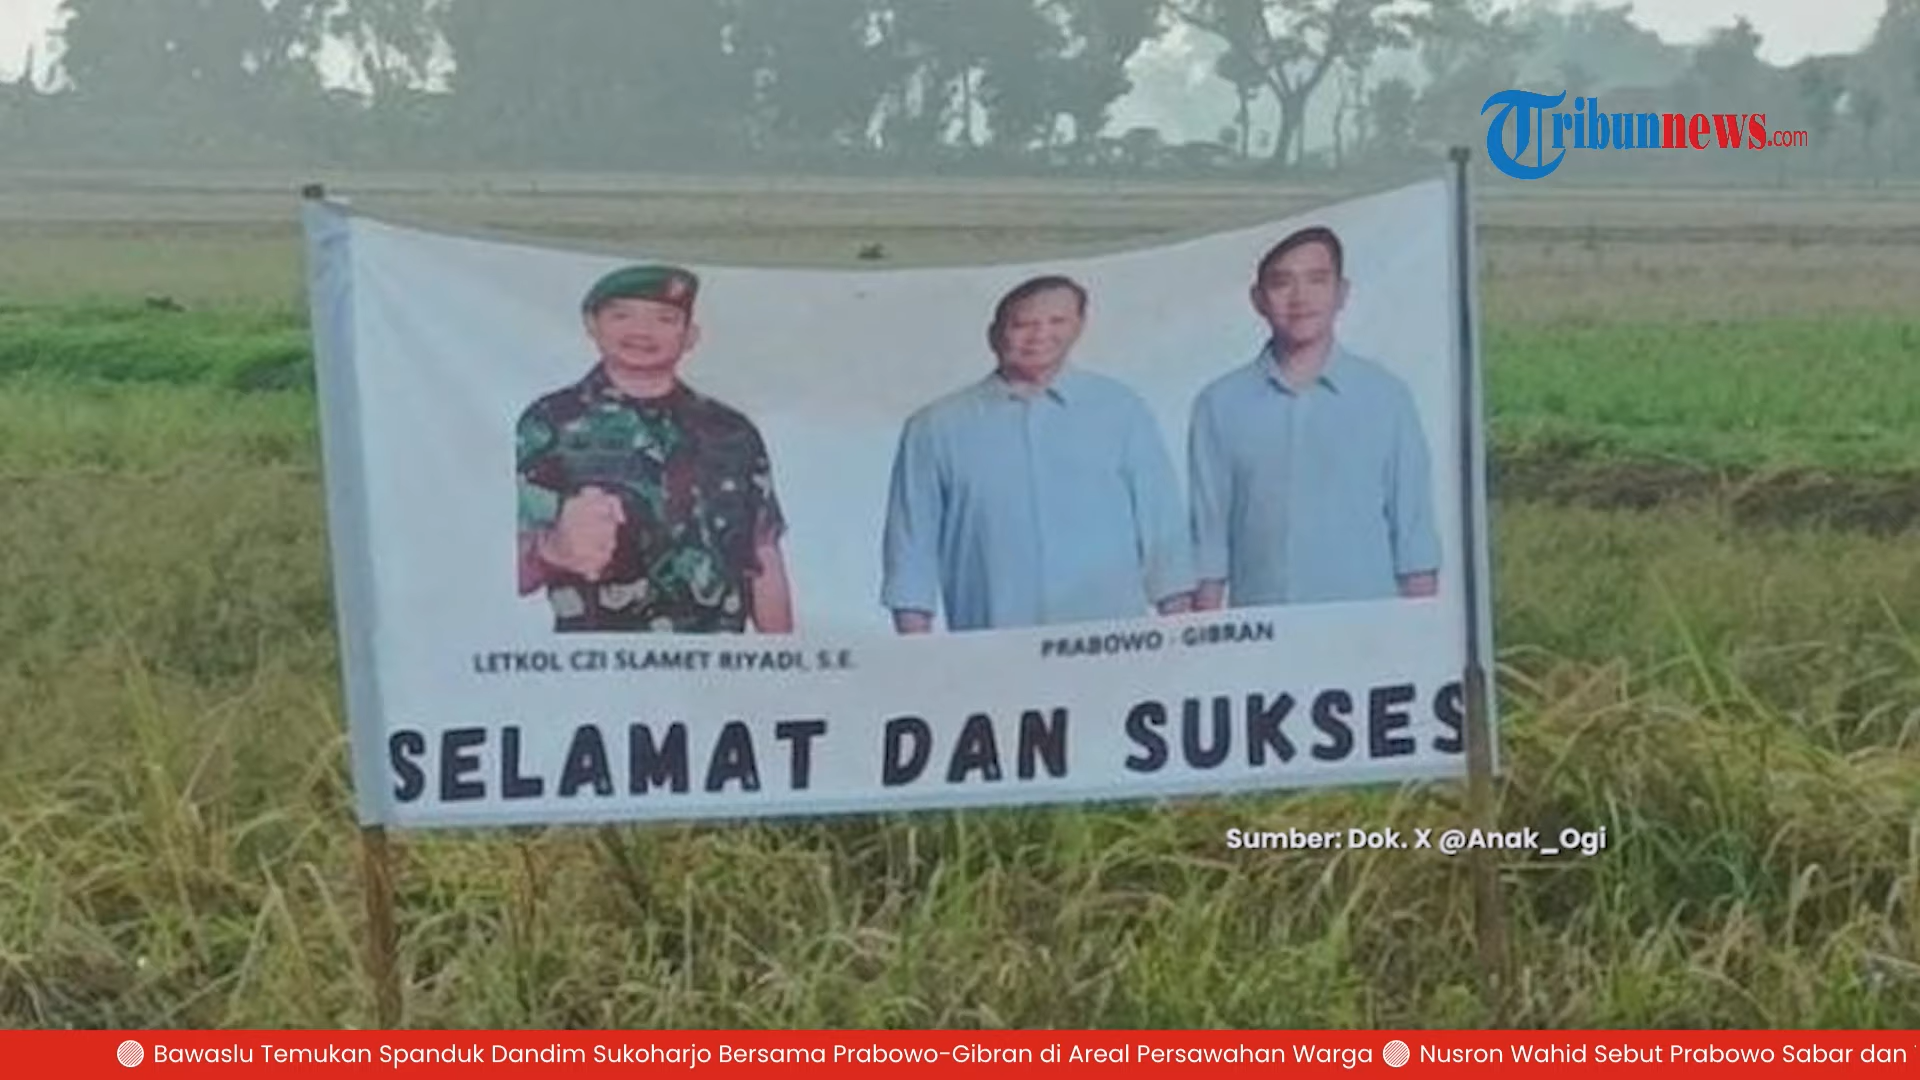 Tribunnews.com
LETKOL CZI SLAMET RIYADI, S.E.
PRABOWO - GIBRAN
SELAMAT DAN SUKSES
Sumber: Dok. X @Anak_Ogi
Bawaslu Temukan Spanduk Dandim Sukoharjo Bersama Prabowo-Gibran di Areal Persawahan Warga Nusron Wahid Sebut Prabowo Sabar dan